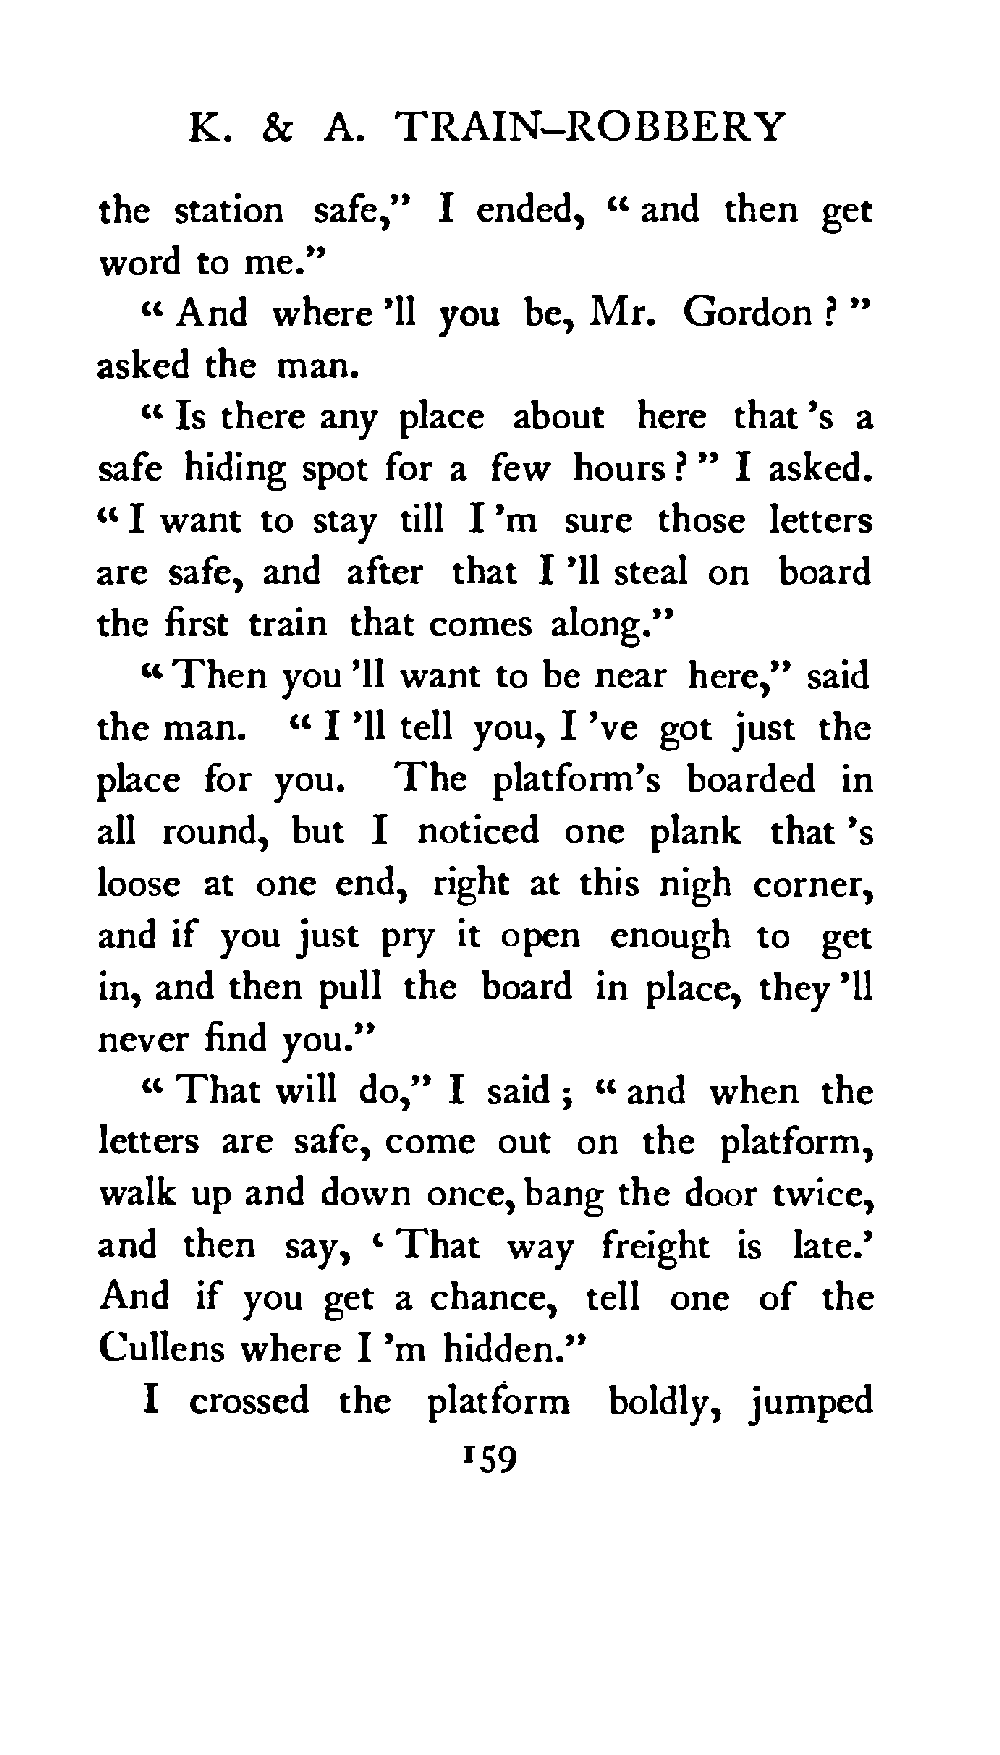 K. & A. TRAIN-ROBBERY
the station safe," I ended, "and then get
word to me."
"And where 'll you be, Mr. Gordon?"
asked the man.
"Is there any place about here that 's a
safe hiding spot for a few hours?" I asked.
"I want to stay till I 'm sure those letters
are safe, and after that I 'll steal on board
the first train that comes along."
"Then you 'll want to be near here," said
the man. "I 'll tell you, I 've got just the
place for you. The platform's boarded in
all round, but I noticed one plank that 's
loose at one end, right at this nigh corner,
and if you just pry it open enough to get
in, and then pull the board in place, they 'll
never find you."
"That will do," I said; "and when the
letters are safe, come out on the platform,
walk up and down once, bang the door twice,
and then say, 'That way freight is late.'
And if you get a chance, tell one of the
Cullens where I 'm hidden."
I crossed the platform boldly, jumped
159